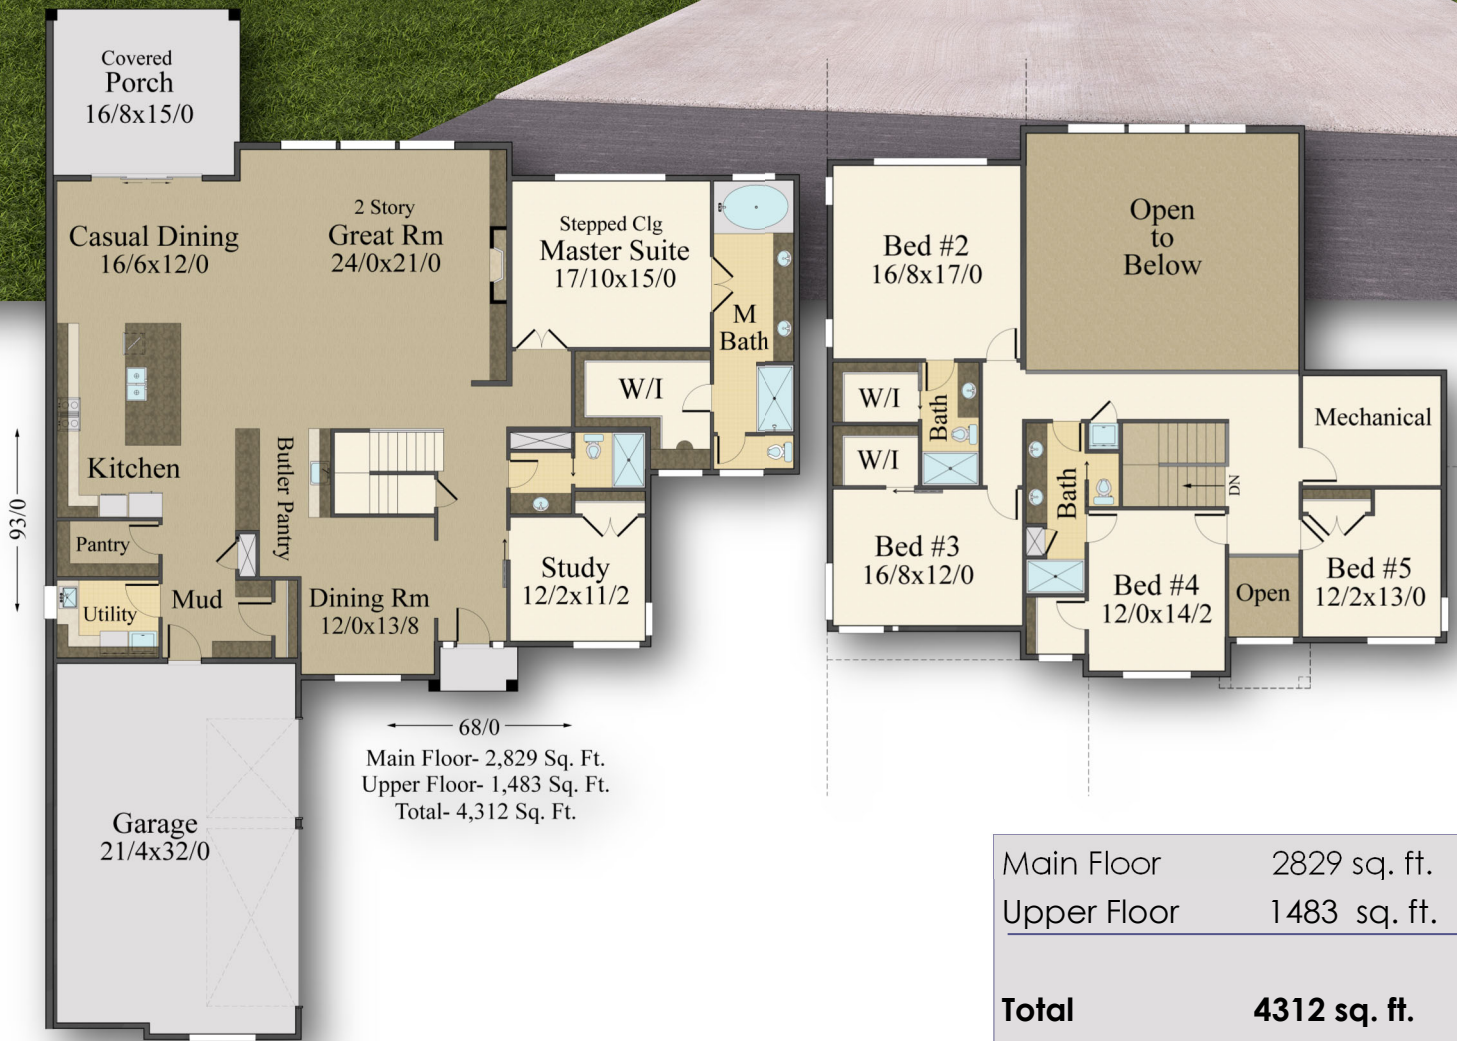 Covered
Porch
16/8x15/0
Casual Dining
16/6x12/0
2 Story
Great Rm
24/0x21/0
Stepped Clg
Master Suite
17/10x15/0
M
Bath
W/I
Kitchen
Butler Pantry
Pantry
Utility
Mud
Dining Rm
12/0x13/8
Study
12/2x11/2
93/0
Garage
21/4x32/0
68/0
Main Floor- 2,829 Sq. Ft.
Upper Floor- 1,483 Sq. Ft.
Total- 4,312 Sq. Ft.
Bed #2
16/8x17/0
Open
to
Below
W/I
Bath
W/I
Mechanical
Bath
DN
Bed #3
16/8x12/0
Bed #4
12/0x14/2
Open
Bed #5
12/2x13/0
Main Floor 2829 sq. ft.
Upper Floor 1483 sq. ft.
Total 4312 sq. ft.